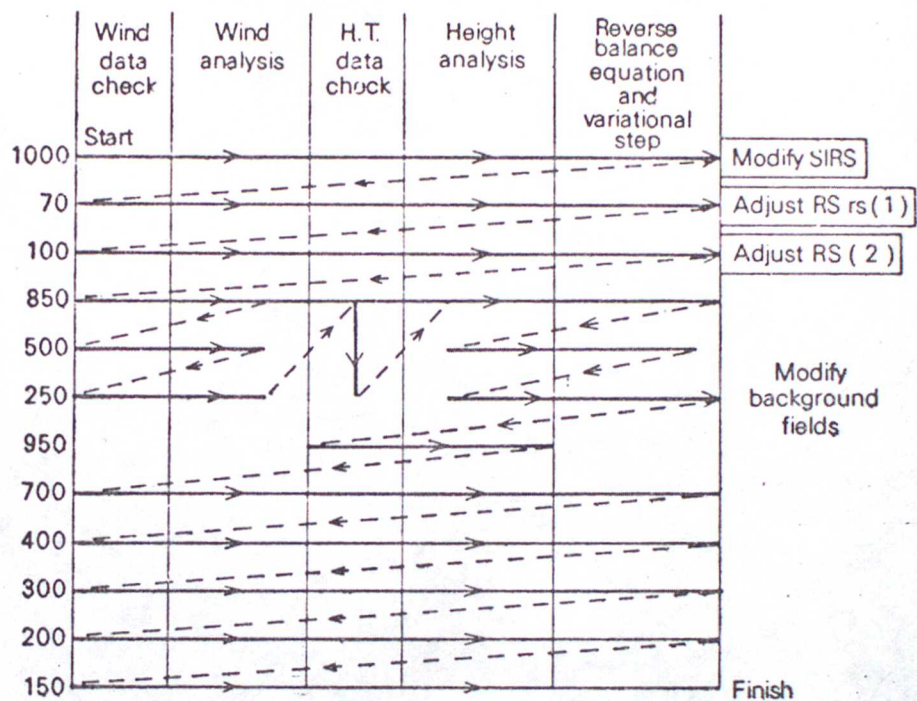 Wind
data
check
Wind
analysis
H.T.
data
chock
Height analysis
Reverse
balance
equation
and
variational
step
Start
1000
Modify SIRS
70
Adjust RS rs(1)
100
Adjust RS (2)
850
500
250
Modify
background
fields
950
700
400
300
200
150
Finish